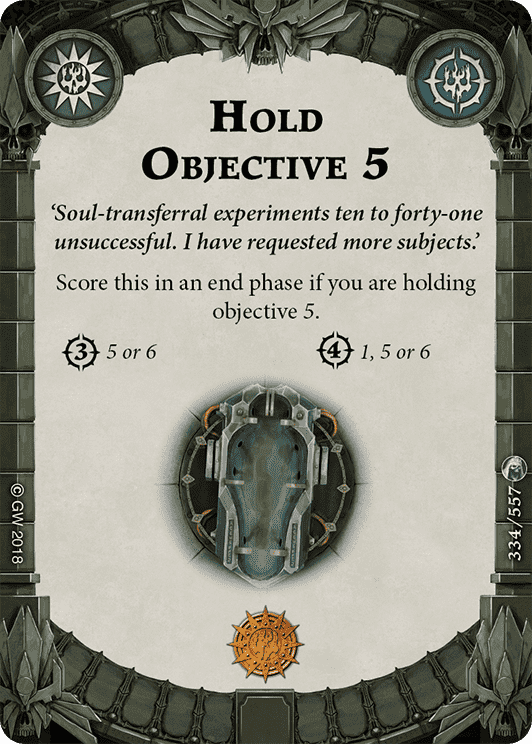 Hold
Objective 5
‘Soul-transferral experiments ten to forty-one
unsuccessful. I have requested more subjects.’
Score this in an end phase if you are holding
objective 5.
3 5 or 6
4 1, 5 or 6
© GW 2018
334/557